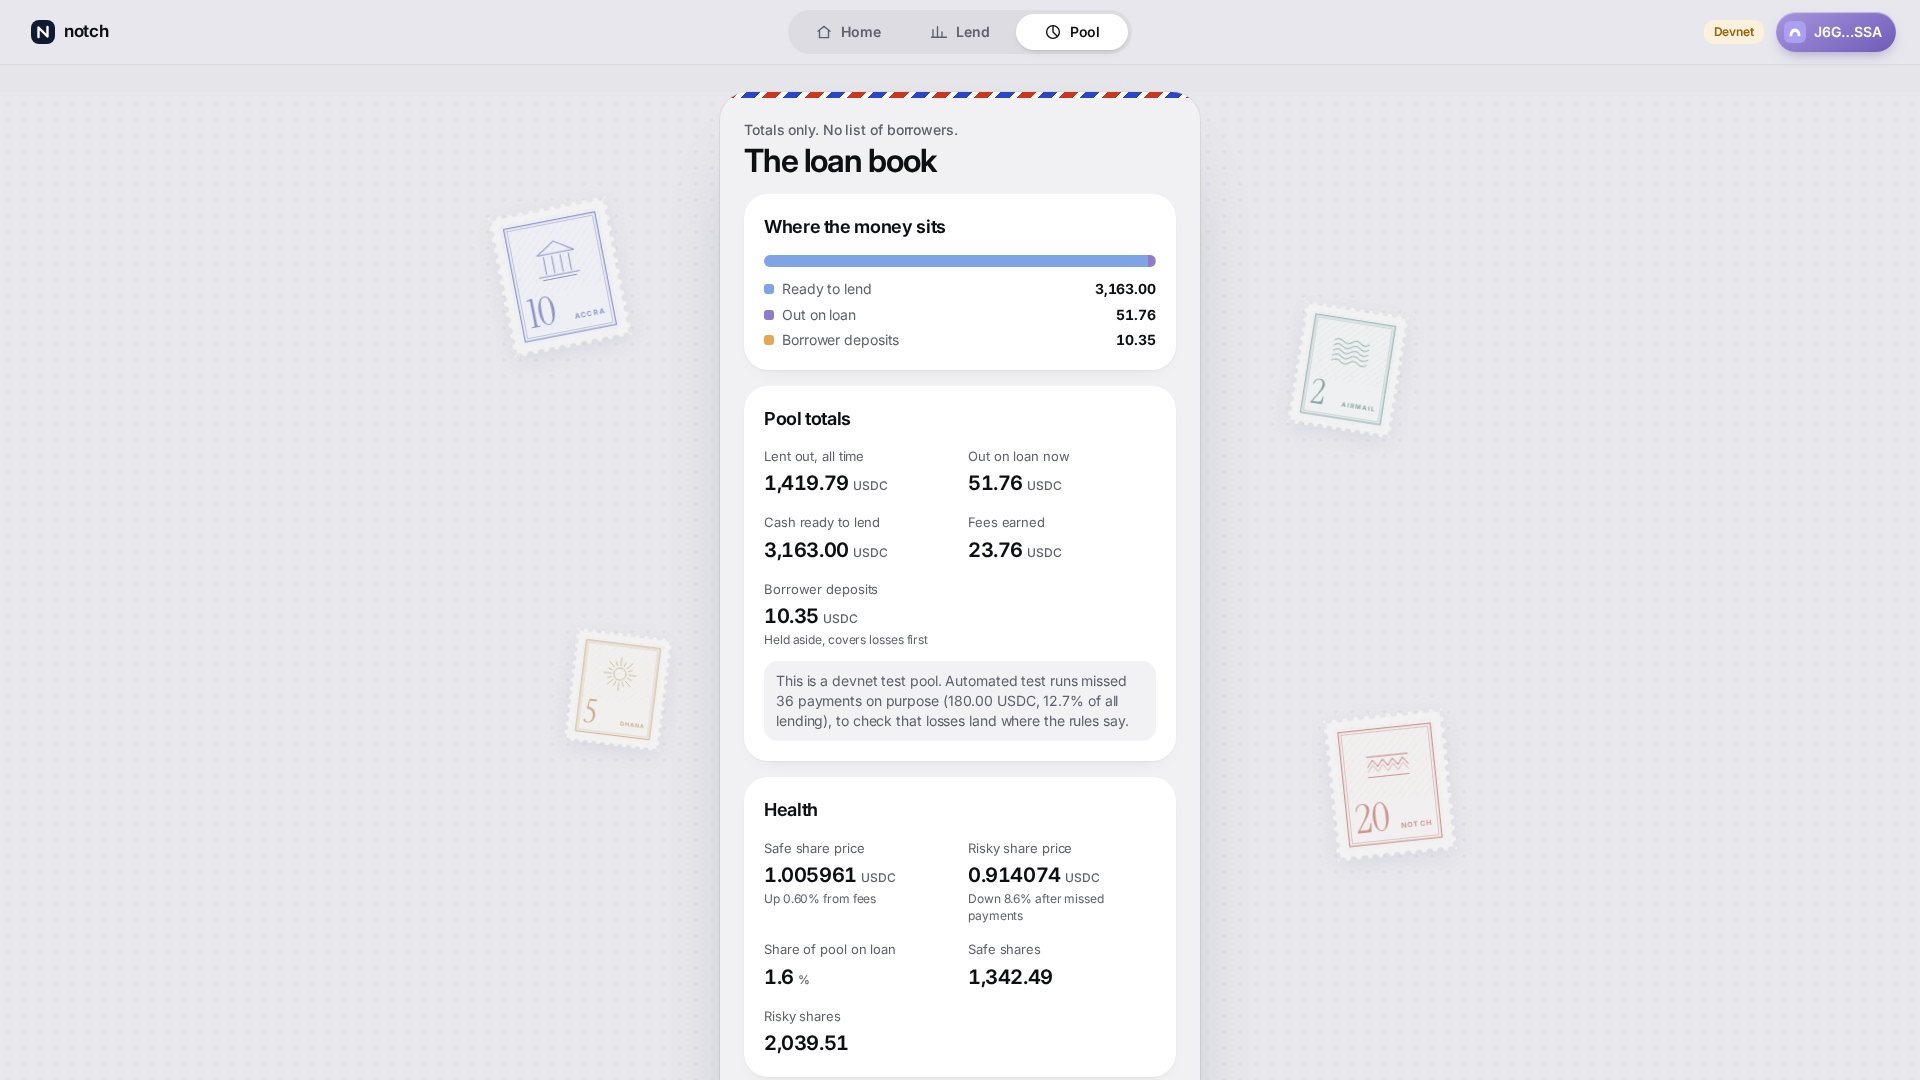 notch
Home
Lend
Pool
Devnet
J6G...SSA
Totals only. No list of borrowers.
The loan book
Where the money sits
Ready to lend 3,163.00
Out on loan 51.76
Borrower deposits 10.35
Pool totals
Lent out, all time
1,419.79 USDC
Out on loan now
51.76 USDC
Cash ready to lend
3,163.00 USDC
Fees earned
23.76 USDC
Borrower deposits
10.35 USDC
Held aside, covers losses first
This is a devnet test pool. Automated test runs missed
36 payments on purpose (180.00 USDC, 12.7% of all
lending), to check that losses land where the rules say.
Health
Safe share price
1.005961 USDC
Up 0.60% from fees
Risky share price
0.914074 USDC
Down 8.6% after missed
payments
Share of pool on loan
1.6 %
Safe shares
1,342.49
Risky shares
2,039.51
10 ACCRA
2 AIRMAIL
5 GHANA
20 NOTCH